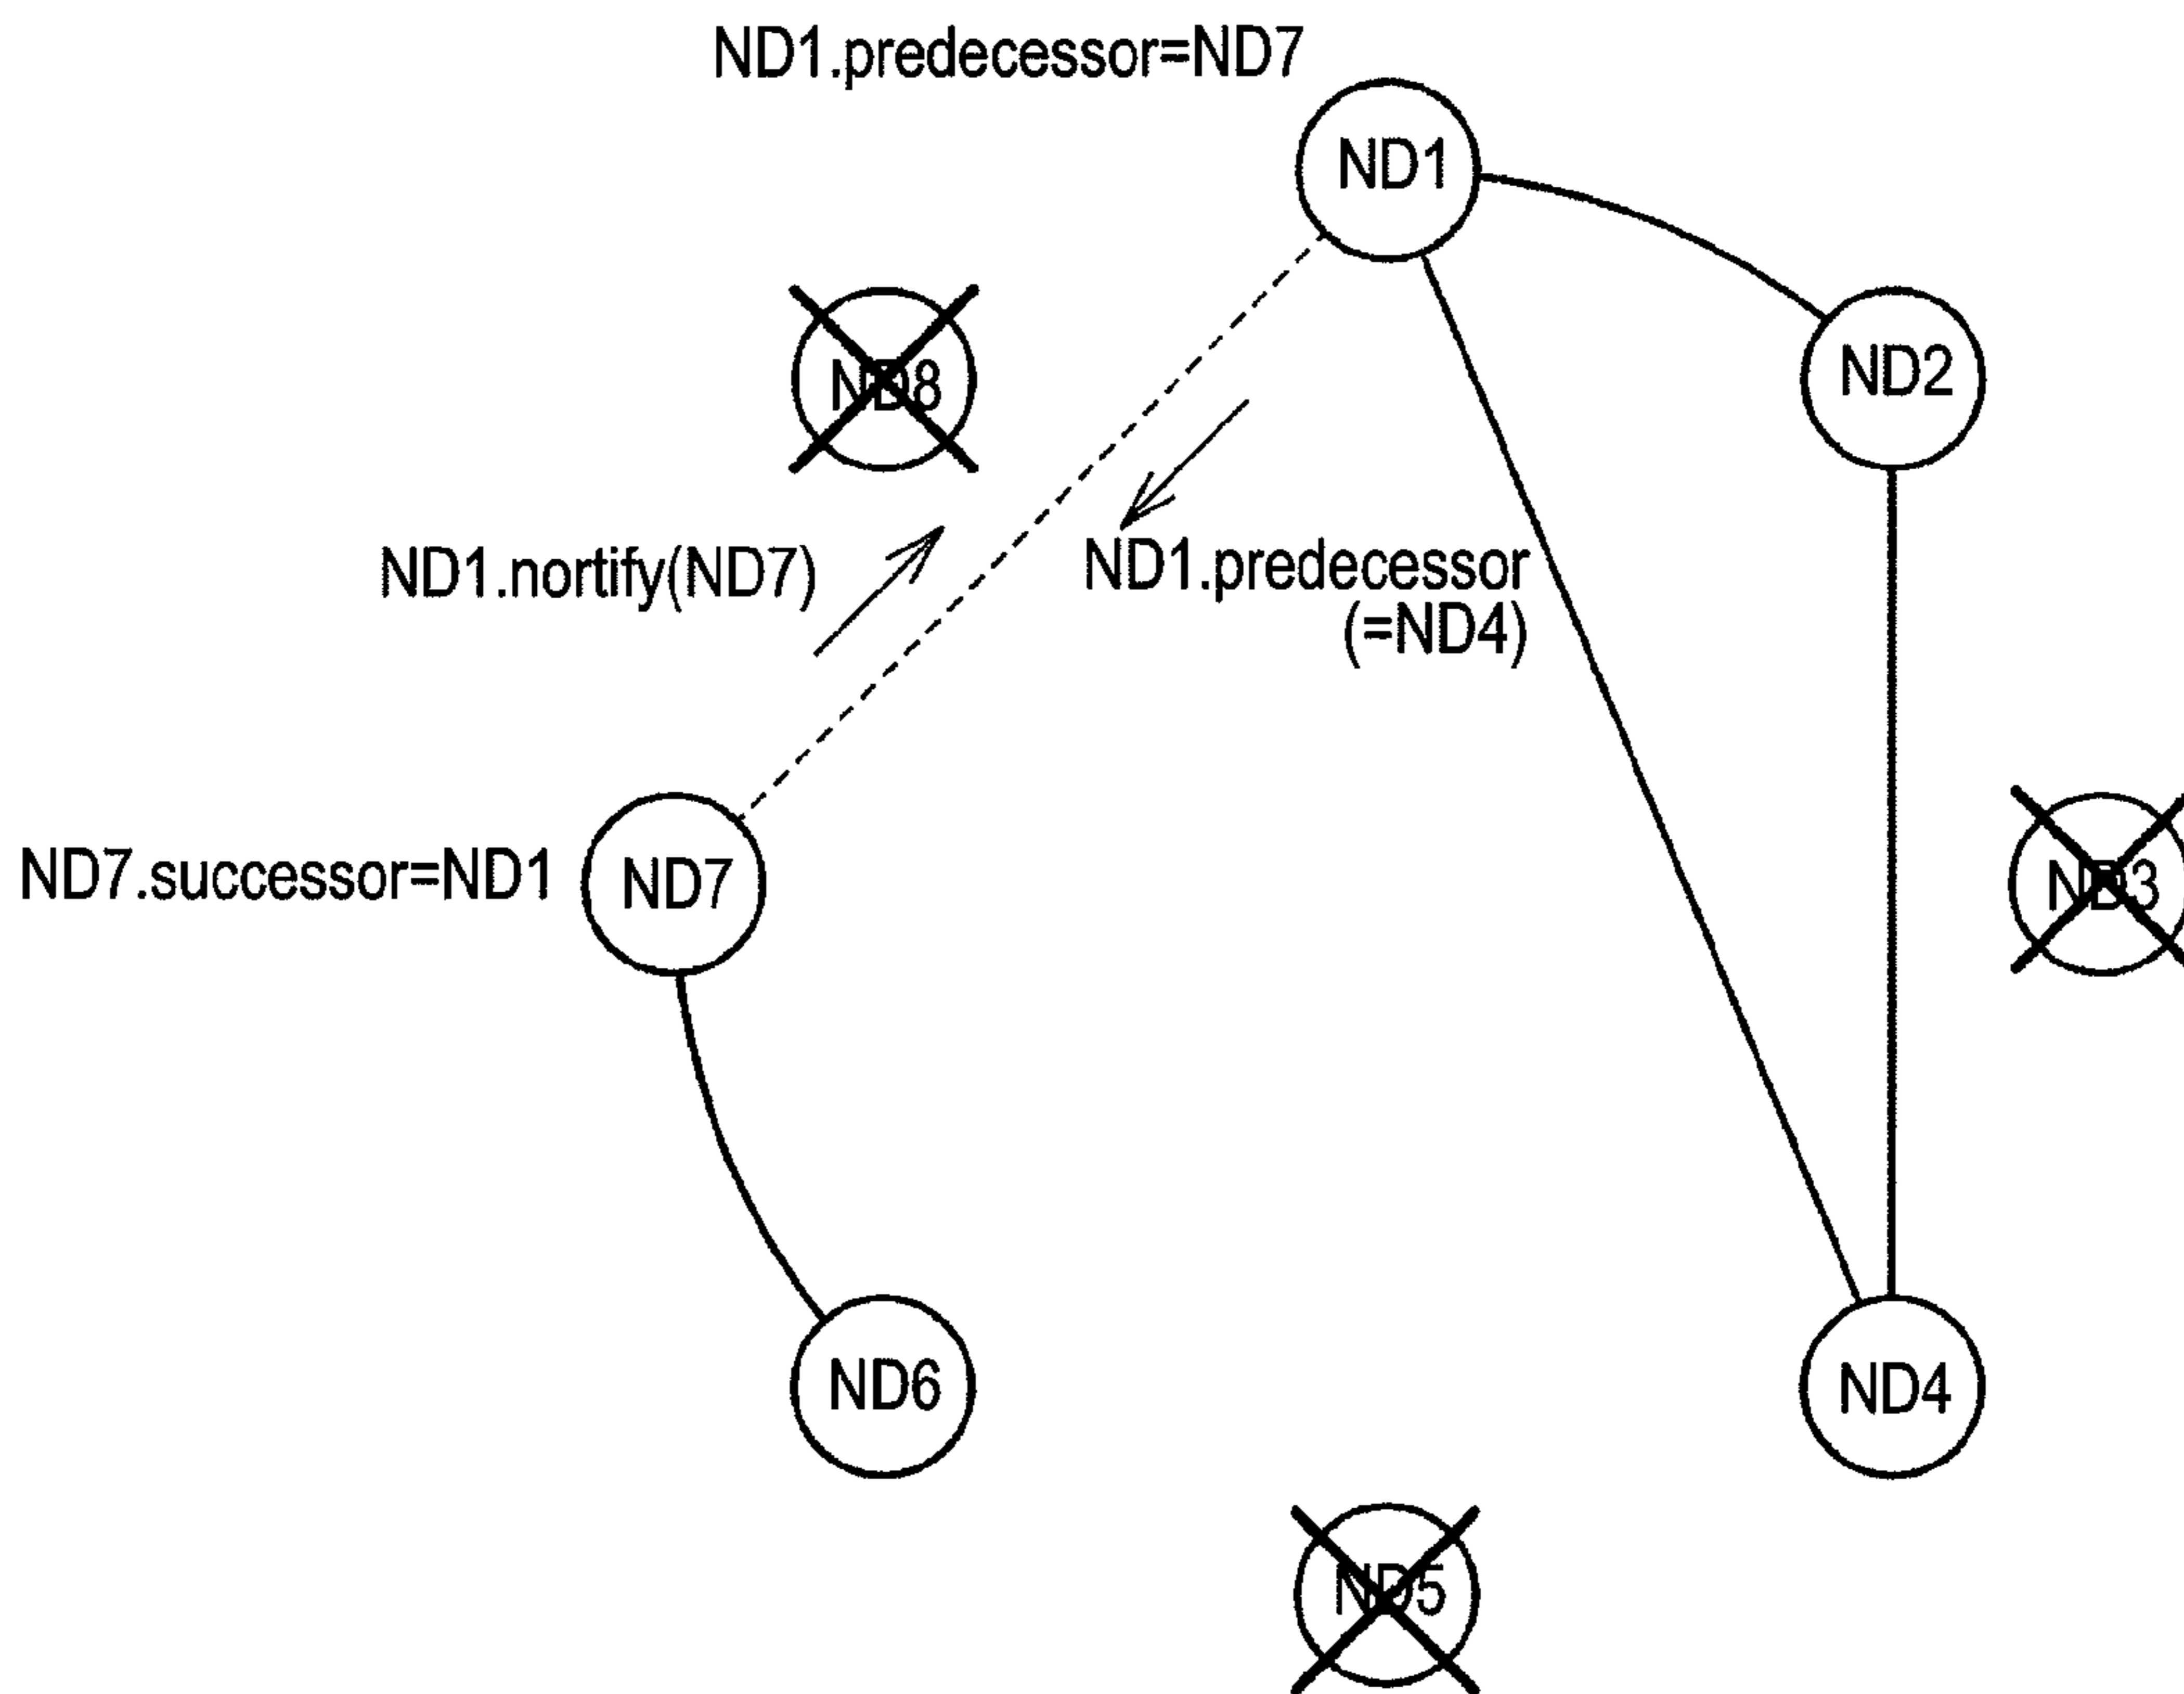 ND1.predecessor=ND7
ND1
ND2
ND8
ND1.nortify(ND7)
ND1.predecessor
(=ND4)
ND7.successor=ND1
ND7
ND3
ND6
ND4
ND5